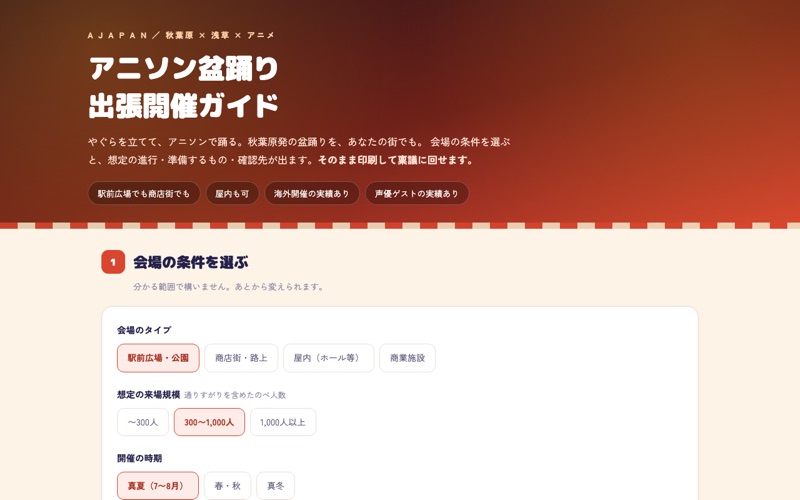 AJAPAN ／ 秋葉原 × 浅草 × アニメ
アニソン盆踊り
出張開催ガイド
やぐらを立てて、アニソンで踊る。秋葉原発の盆踊りを、あなたの街でも。 会場の条件を選ぶ
と、想定の進行・準備するもの・確認先が出ます。そのまま印刷して稟議に回せます。
駅前広場でも商店街でも 屋内も可 海外開催の実績あり 声優ゲストの実績あり
1 会場の条件を選ぶ
分かる範囲で構いません。あとから変えられます。
会場のタイプ
駅前広場・公園 商店街・路上 屋内（ホール等） 商業施設
想定の来場規模 通りすがりを含めたのべ人数
〜300人 300〜1,000人 1,000人以上
開催の時期
真夏（7〜8月） 春・秋 真冬